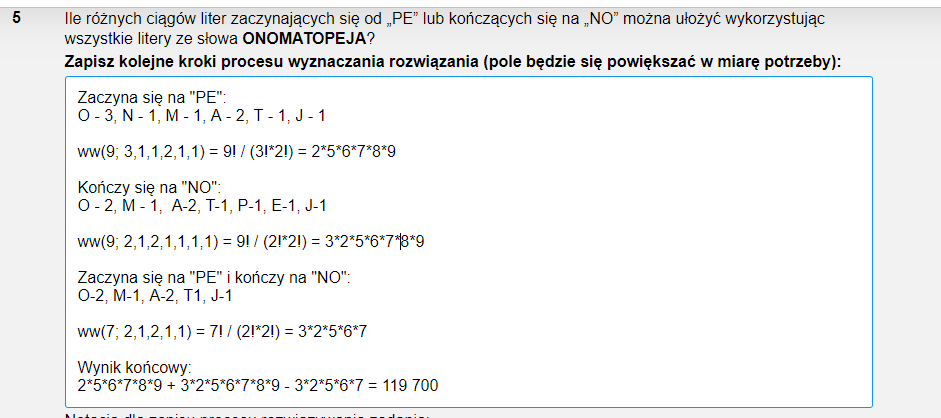 5
Ile różnych ciągów liter zaczynających się od „PE” lub kończących się na „NO” można ułożyć wykorzystując
wszystkie litery ze słowa ONOMATOPEJA?
Zapisz kolejne kroki procesu wyznaczania rozwiązania (pole będzie się powiększać w miarę potrzeby):
Zaczyna się na "PE":
O - 3, N - 1, M - 1, A - 2, T - 1, J - 1
ww(9; 3,1,1,2,1,1) = 9! / (3!*2!) = 2*5*6*7*8*9
Kończy się na "NO":
O - 2, M - 1, A-2, T-1, P-1, E-1, J-1
ww(9; 2,1,2,1,1,1,1) = 9! / (2!*2!) = 3*2*5*6*7*8*9
Zaczyna się na "PE" i kończy na "NO":
O-2, M-1, A-2, T1, J-1
ww(7; 2,1,2,1,1) = 7! / (2!*2!) = 3*2*5*6*7
Wynik końcowy:
2*5*6*7*8*9 + 3*2*5*6*7*8*9 - 3*2*5*6*7 = 119 700